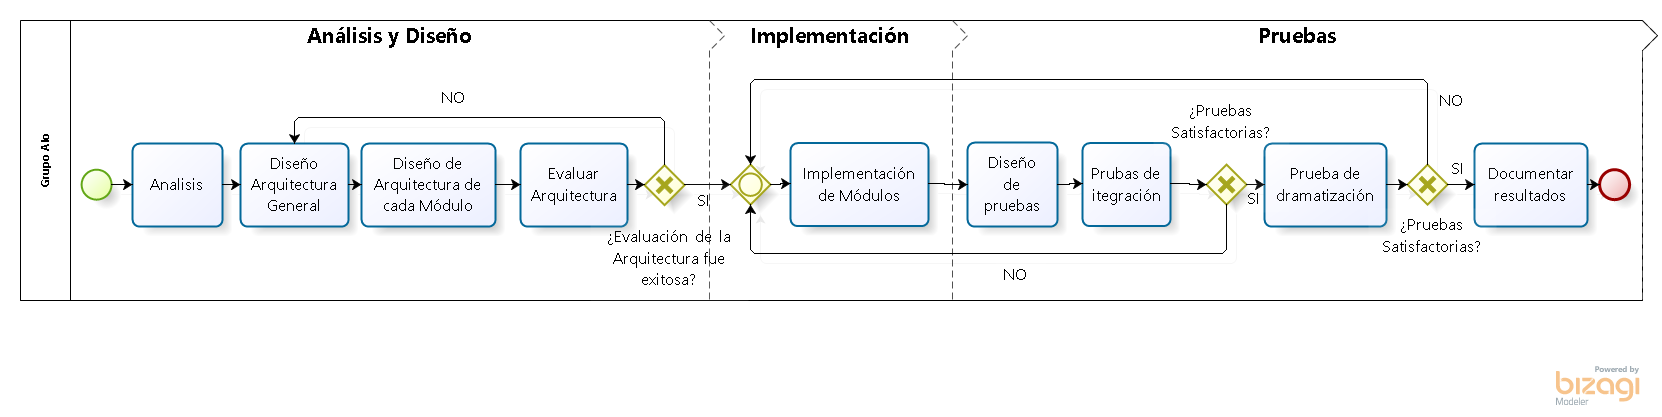 Análisis y Diseño
Implementación
Pruebas
Grupo Alo
NO
NO
¿Pruebas
Satisfactorias?
Analisis
Diseño
Arquitectura
General
Diseño de
Arquitectura de
cada Módulo
Evaluar
Arquitectura
SI
¿Evaluación de la
Arquitectura fue
exitosa?
Implementación
de Módulos
Diseño
de
pruebas
Prubas de
itegración
SI
Prueba de
dramatización
SI
¿Pruebas
Satisfactorias?
Documentar
resultados
NO
Powered by
bizagi
Modeler